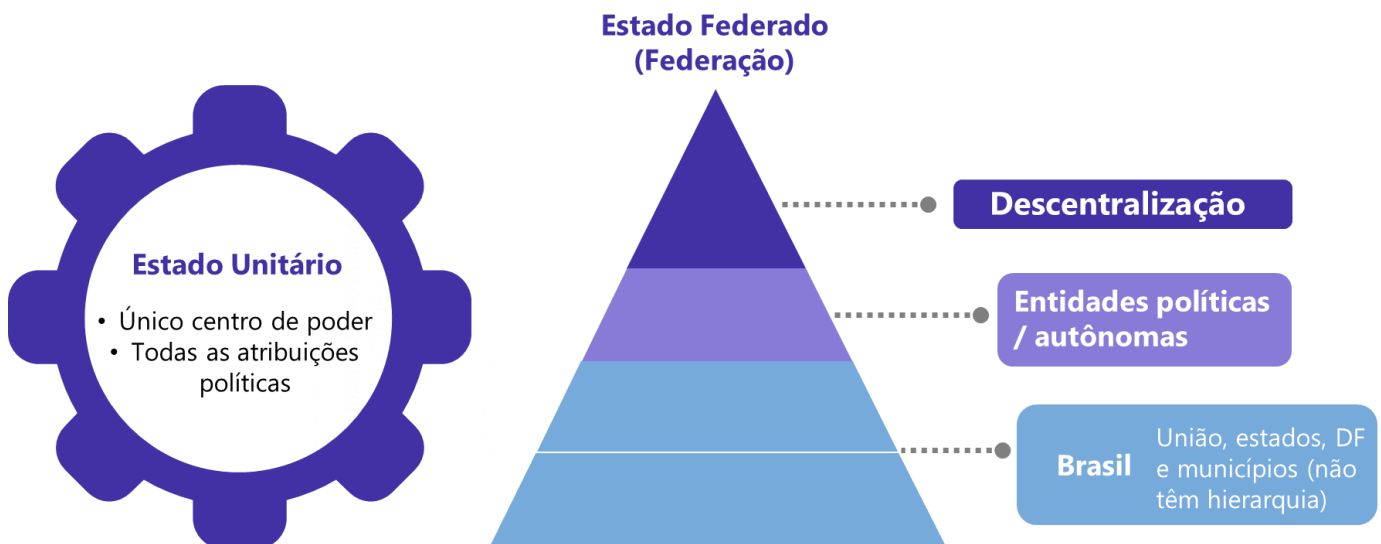 Estado Unitário
• Único centro de poder
• Todas as atribuições
políticas
Estado Federado
(Federação)
Descentralização
Entidades políticas
/ autônomas
Brasil
União, estados, DF
e municípios (não
têm hierarquia)